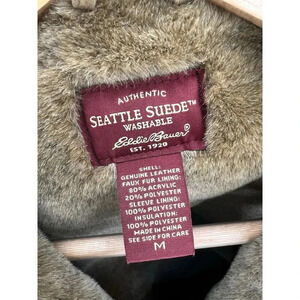 AUTHENTIC
SEATTLE SUEDE™
WASHABLE
Eddie Bauer
EST. 1920
SHELL:
GENUINE LEATHER
FAUX FUR LINING:
80% ACRYLIC
20% POLYESTER
SLEEVE LINING:
100% POLYESTER
INSULATION:
100% POLYESTER
MADE IN CHINA
SEE SIDE FOR CARE
M